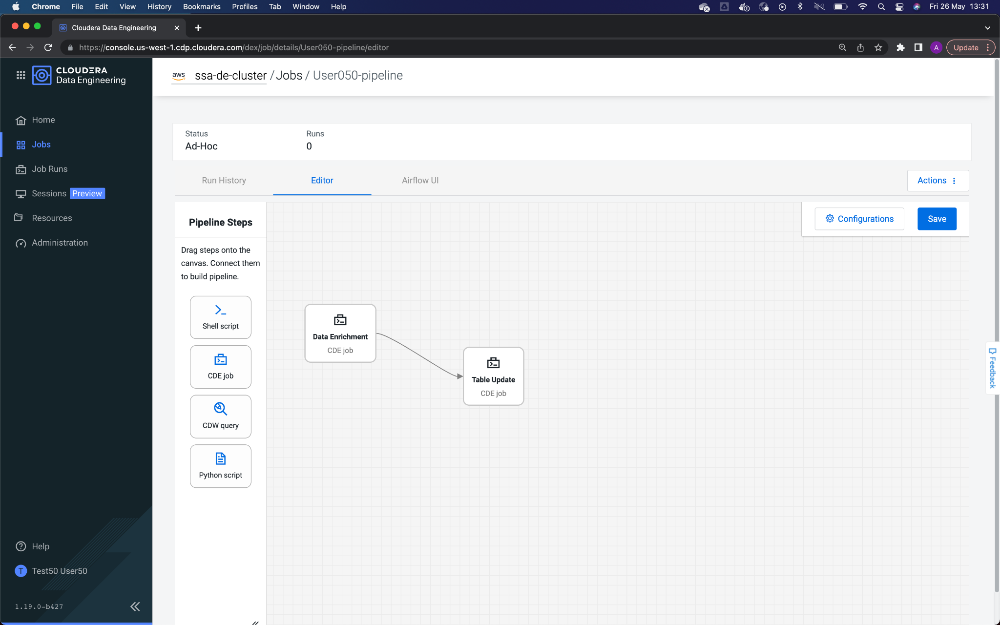 Chrome File Edit View History Bookmarks Profiles Tab Window Help Fri 26 May 13:31
Cloudera Data Engineering
https://console.us-west-1.cdp.cloudera.com/dex/job/details/User050-pipeline/editor A Update
CLOUDERA
Data Engineering
aws ssa-de-cluster / Jobs / User050-pipeline
Home
Jobs
Job Runs
Sessions Preview
Resources
Administration
Status Runs
Ad-Hoc 0
Run History Editor Airflow UI Actions
Pipeline Steps
Configurations Save
Drag steps onto the
canvas. Connect them
to build pipeline.
Shell script
CDE job
CDW query
Python script
Data Enrichment
CDE job
Table Update
CDE job
Feedback
Help
T Test50 User50
1.19.0-b427